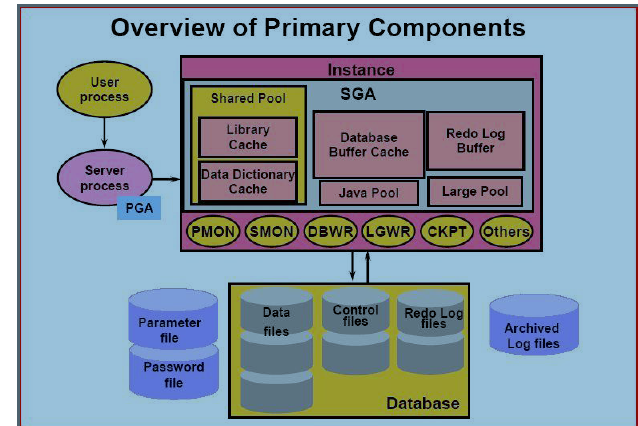 Overview of Primary Components
Instance
User
process
Shared Pool
SGA
Library
Cache
Database
Buffer Cache
Redo Log
Buffer
Server
process
Data Dictionary
Cache
Java Pool
Large Pool
PGA
PMON
SMON
DBWR
LGWR
CKPT
Others
Parameter
file
Password
file
Data
files
Control
files
Redo Log
files
Archived
Log files
Database